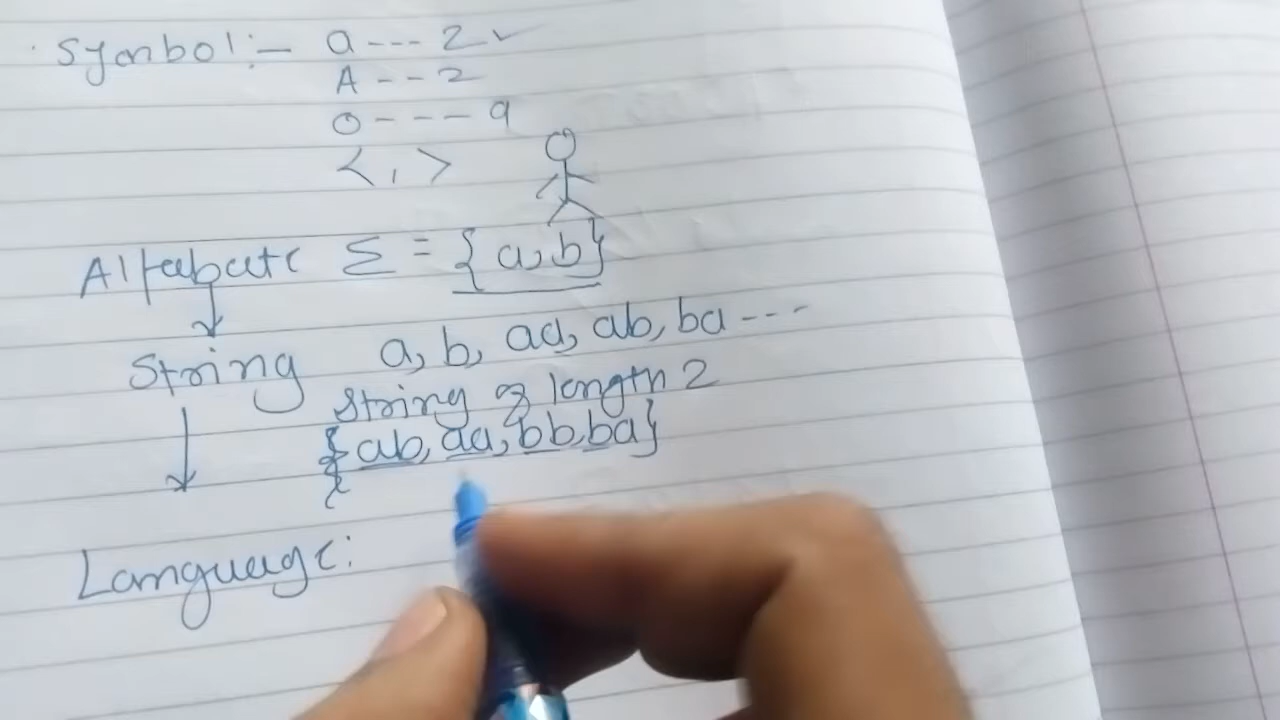 Symbol :- a --- z
A -- z
0 --- 9
< , >
Alfabate Σ = {a,b}
String a, b, aa, ab, ba ---
String of length 2
{ab, aa, bb, ba}
{
Language: